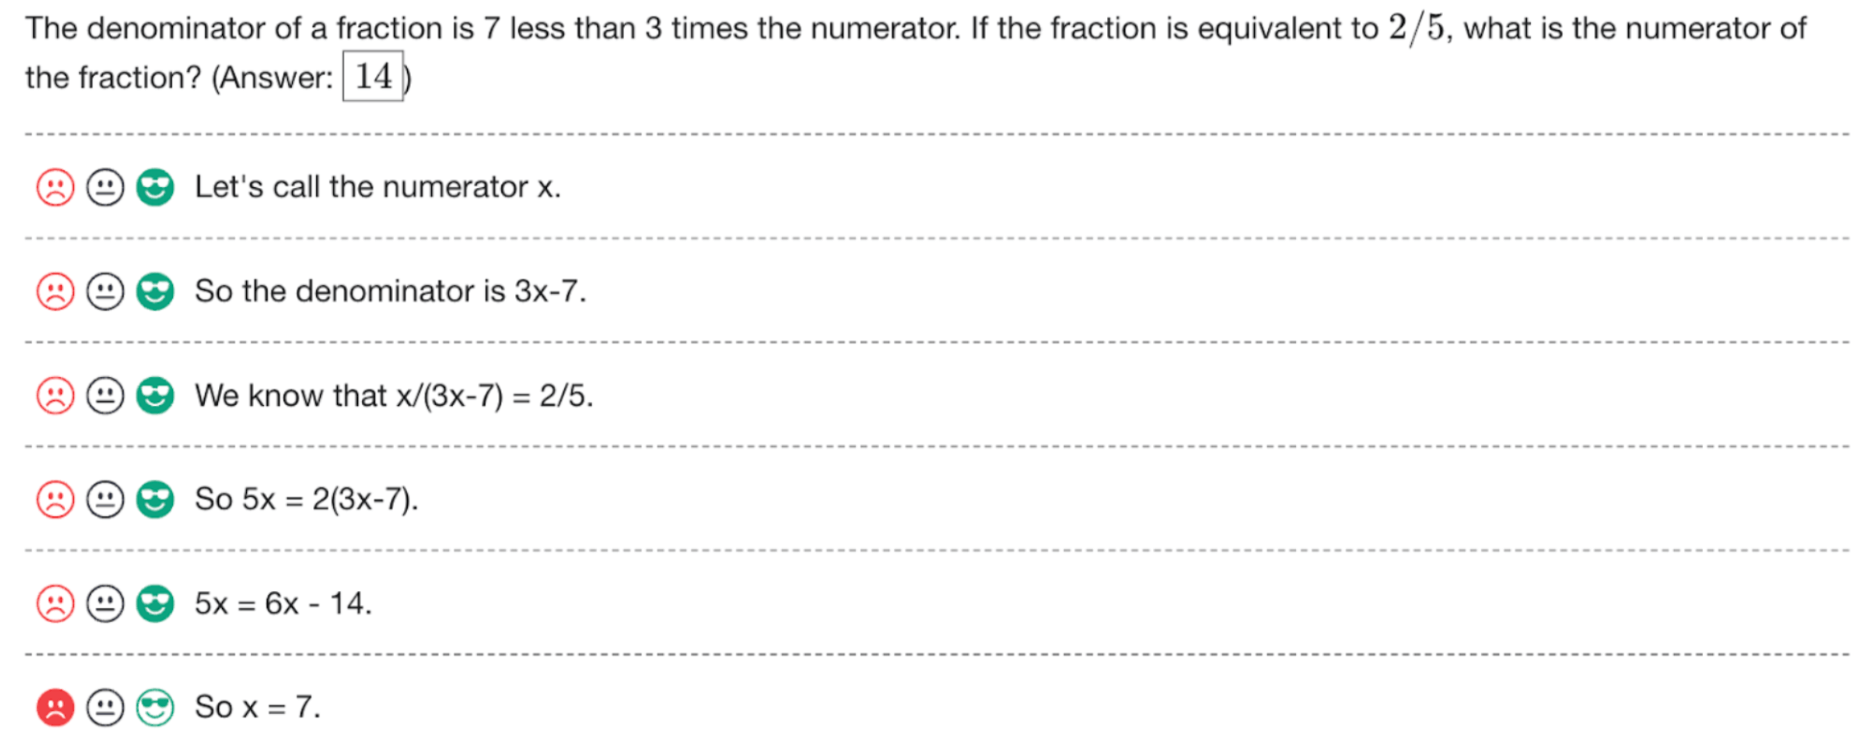 The denominator of a fraction is 7 less than 3 times the numerator. If the fraction is equivalent to 2/5, what is the numerator of
the fraction? (Answer: 14)
Let's call the numerator x.
So the denominator is 3x-7.
We know that x/(3x-7) = 2/5.
So 5x = 2(3x-7).
5x = 6x - 14.
So x = 7.